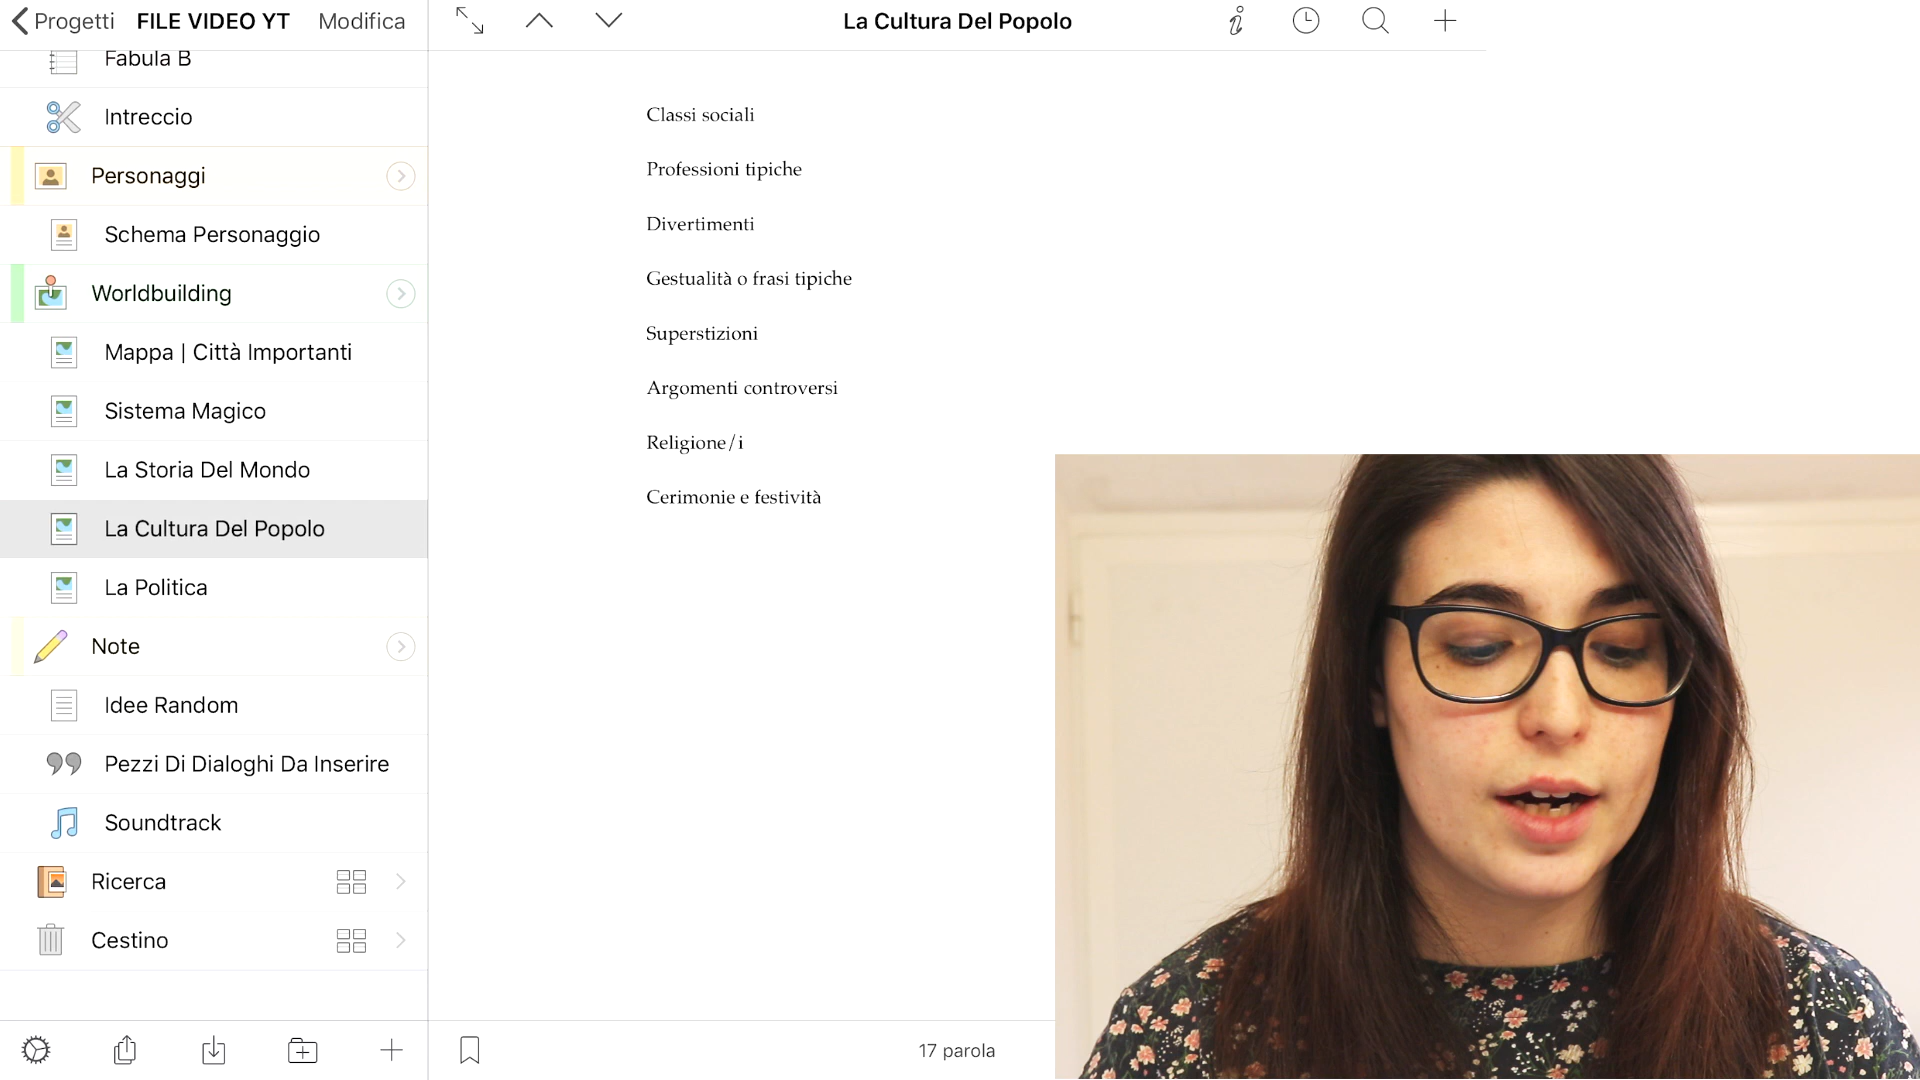 Progetti
FILE VIDEO YT
Modifica
La Cultura Del Popolo
Fabula B
Intreccio
Personaggi
Schema Personaggio
Worldbuilding
Mappa | Città Importanti
Sistema Magico
La Storia Del Mondo
La Cultura Del Popolo
La Politica
Note
Idee Random
Pezzi Di Dialoghi Da Inserire
Soundtrack
Ricerca
Cestino
Classi sociali
Professioni tipiche
Divertimenti
Gestualità o frasi tipiche
Superstizioni
Argomenti controversi
Religione/i
Cerimonie e festività
17 parola